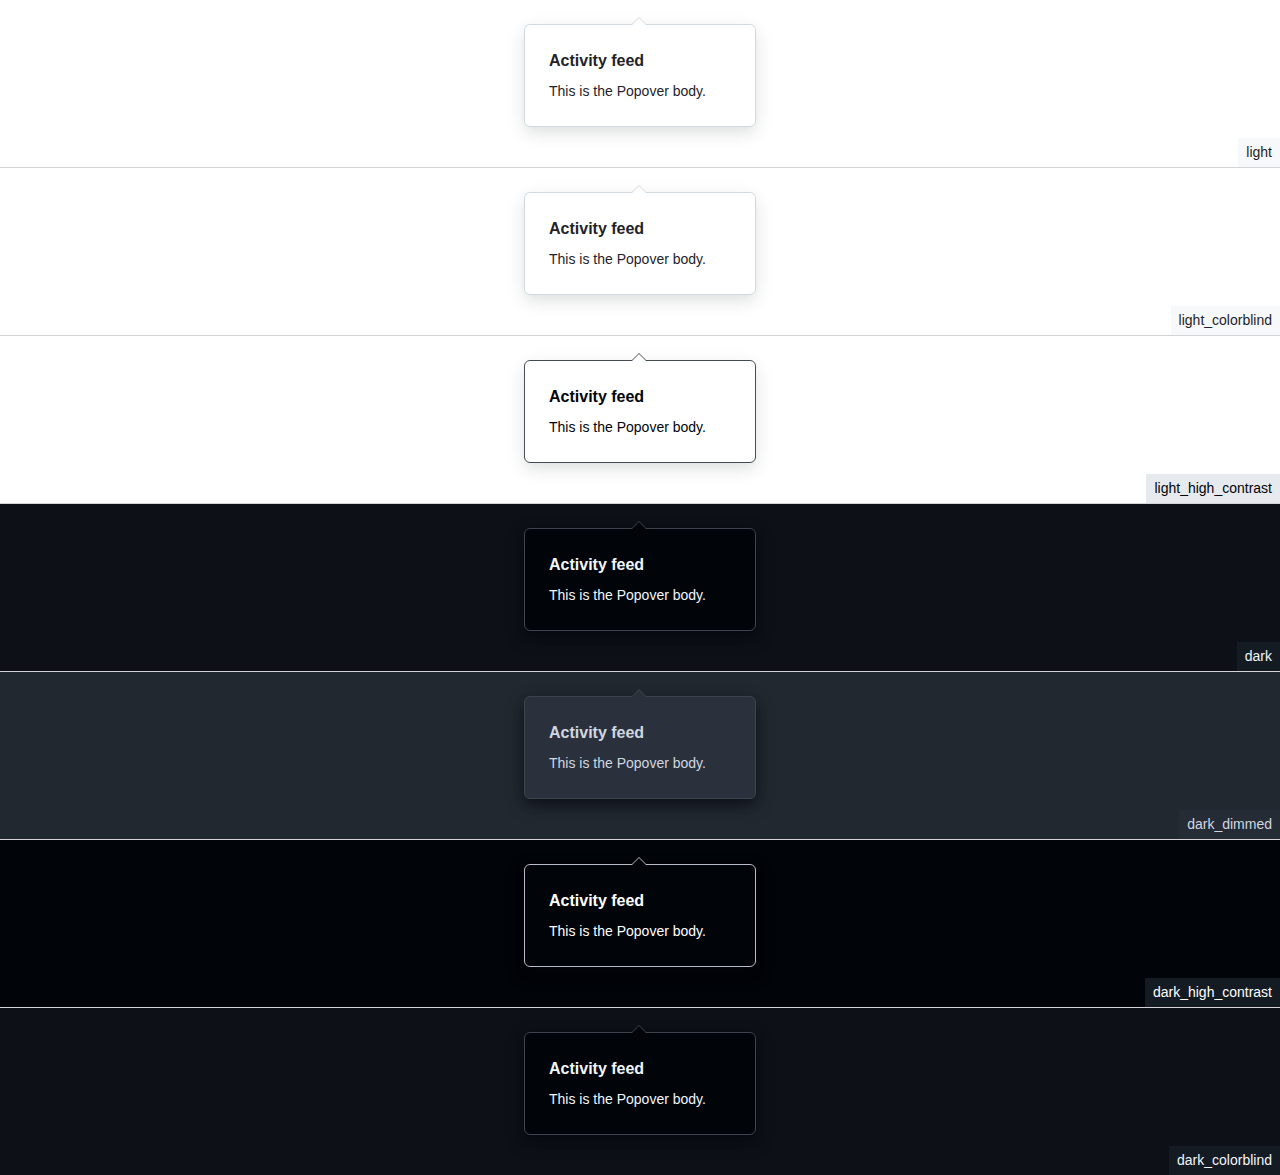 Activity feed
This is the Popover body.
light
Activity feed
This is the Popover body.
light_colorblind
Activity feed
This is the Popover body.
light_high_contrast
Activity feed
This is the Popover body.
dark
Activity feed
This is the Popover body.
dark_dimmed
Activity feed
This is the Popover body.
dark_high_contrast
Activity feed
This is the Popover body.
dark_colorblind